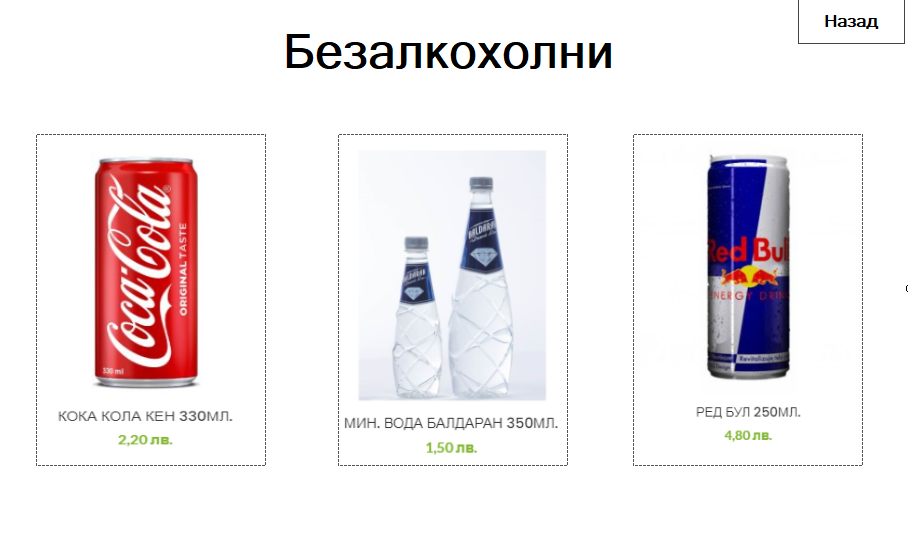 Назад
Безалкохолни
Coca-Cola
ORIGINAL TASTE
330 ml
КОКА КОЛА КЕН 330МЛ.
2,20 лв.
BALDARAN
МИН. ВОДА БАЛДАРАН 350МЛ.
1,50 лв.
Red Bull
ENERGY DRINK
РЕД БУЛ 250МЛ.
4,80 лв.